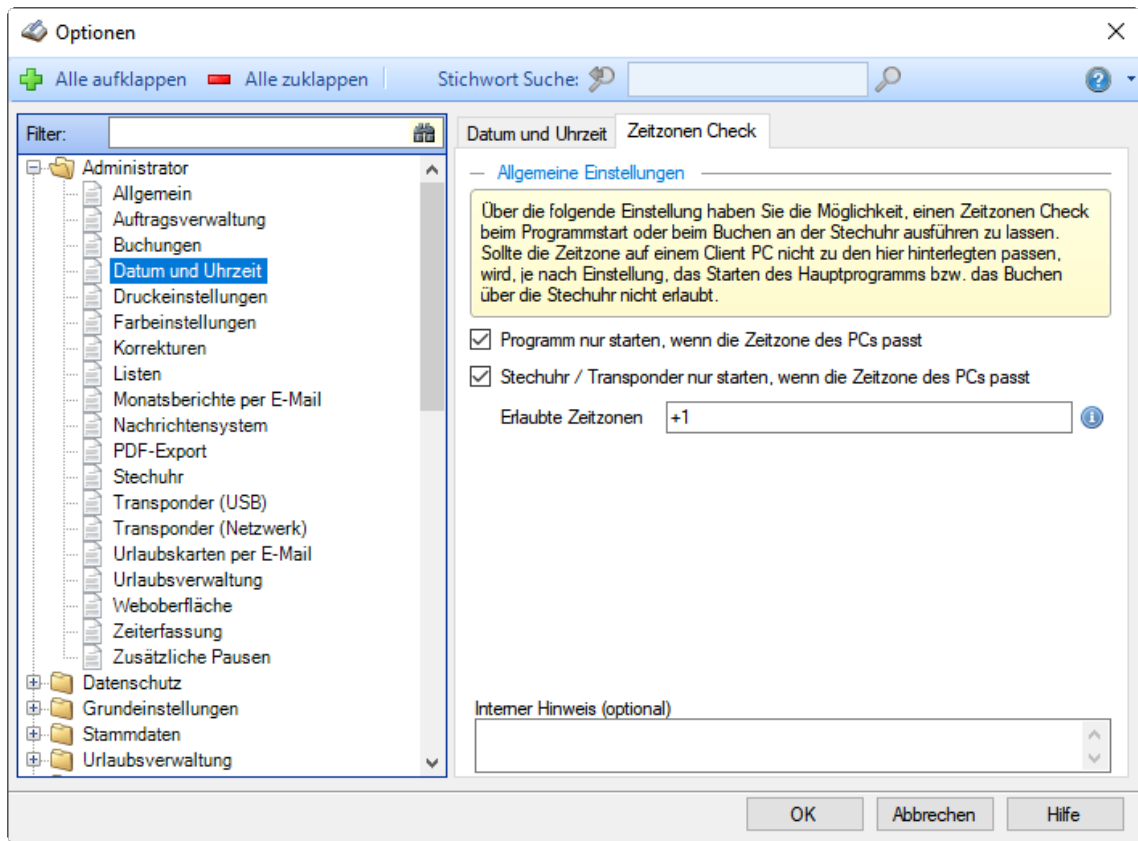 Optionen
Alle aufklappen Alle zuklappen Stichwort Suche:
Filter:
Administrator
Allgemein
Auftragsverwaltung
Buchungen
Datum und Uhrzeit
Druckeinstellungen
Farbeinstellungen
Korrekturen
Listen
Monatsberichte per E-Mail
Nachrichtensystem
PDF-Export
Stechuhr
Transponder (USB)
Transponder (Netzwerk)
Urlaubskarten per E-Mail
Urlaubsverwaltung
Weboberfläche
Zeiterfassung
Zusätzliche Pausen
Datenschutz
Grundeinstellungen
Stammdaten
Urlaubsverwaltung
Datum und Uhrzeit Zeitzonen Check
Allgemeine Einstellungen
Über die folgende Einstellung haben Sie die Möglichkeit, einen Zeitzonen Check
beim Programmstart oder beim Buchen an der Stechuhr ausführen zu lassen.
Sollte die Zeitzone auf einem Client PC nicht zu den hier hinterlegten passen,
wird, je nach Einstellung, das Starten des Hauptprogramms bzw. das Buchen
über die Stechuhr nicht erlaubt.
Programm nur starten, wenn die Zeitzone des PCs passt
Stechuhr / Transponder nur starten, wenn die Zeitzone des PCs passt
Erlaubte Zeitzonen +1
Interner Hinweis (optional)
OK Abbrechen Hilfe